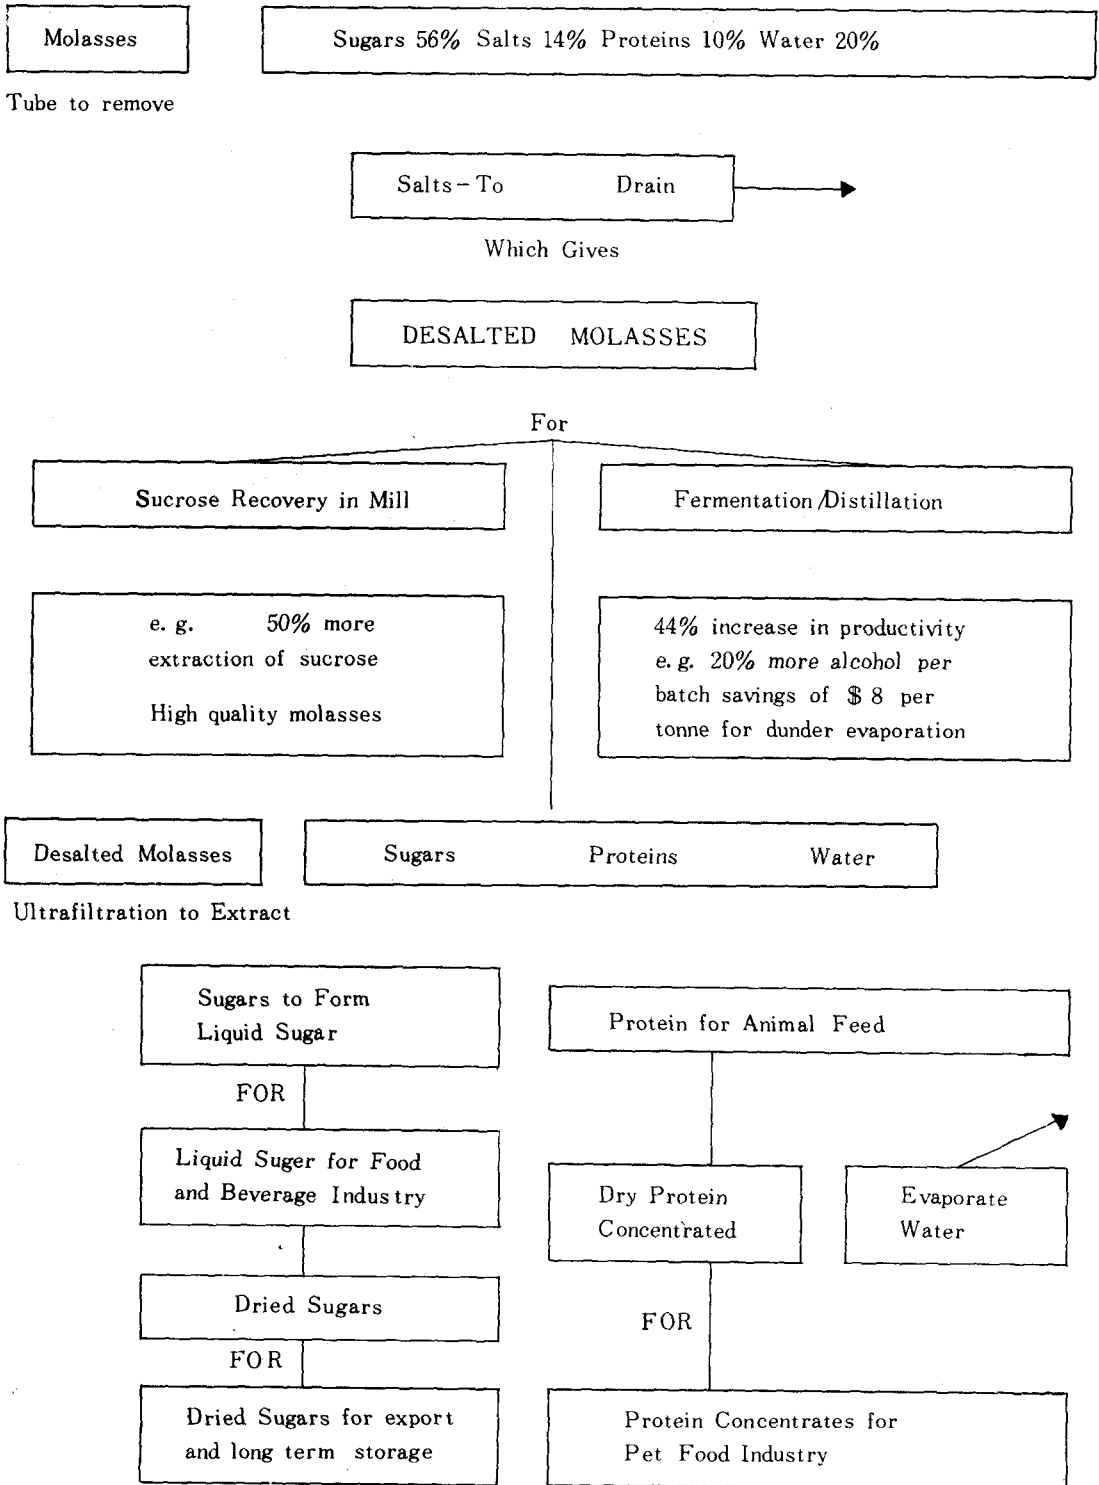 Molasses
Sugars 56% Salts 14% Proteins 10% Water 20%
Tube to remove
Salts-To Drain
Which Gives
DESALTED MOLASSES
For
Sucrose Recovery in Mill
Fermentation/Distillation
e. g. 50% more
extraction of sucrose
High quality molasses
44% increase in productivity
e. g. 20% more alcohol per
batch savings of $ 8 per
tonne for dunder evaporation
Desalted Molasses
Sugars Proteins Water
Ultrafiltration to Extract
Sugars to Form
Liquid Sugar
Protein for Animal Feed
FOR
Liquid Suger for Food
and Beverage Industry
Dry Protein
Concentrated
Evaporate
Water
Dried Sugars
FOR
FOR
Dried Sugars for export
and long term storage
Protein Concentrates for
Pet Food Industry